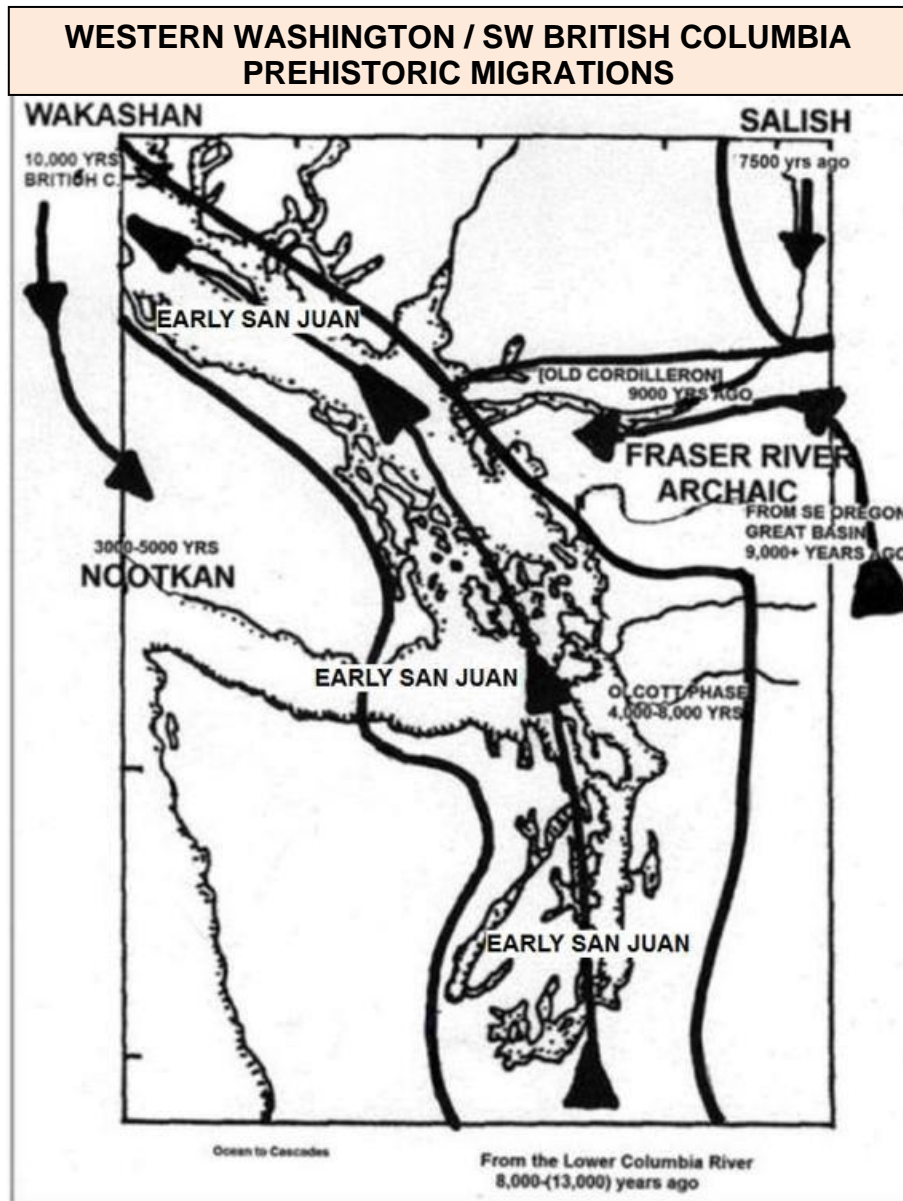 WESTERN WASHINGTON / SW BRITISH COLUMBIA
PREHISTORIC MIGRATIONS
WAKASHAN
10,000 YRS
BRITICH C.
SALISH
7500 yrs ago
EARLY SAN JUAN
[OLD CORDILLERON]
9000 YRS AGO
FRASER RIVER
ARCHAIC
FROM SE OREGON
GREAT BASIN
9,000+ YEARS AGO
3000-5000 YRS
NOOTKAN
EARLY SAN JUAN
OLCOTT PHASE
4,000-8,000 YRS
EARLY SAN JUAN
Ocean to Cascades
From the Lower Columbia River
8,000-(13,000) years ago